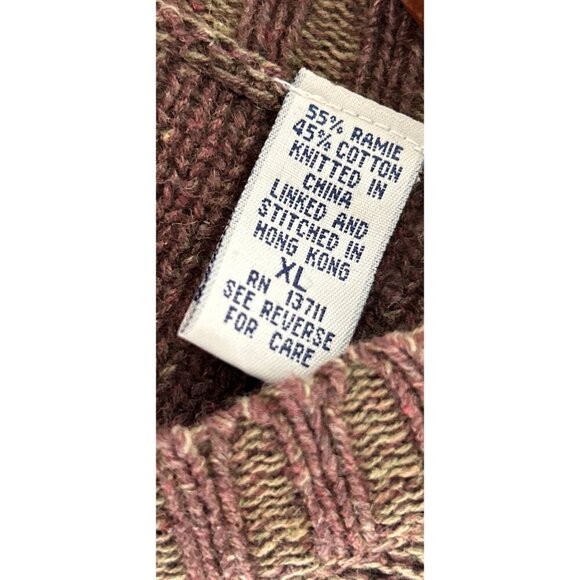 55% RAMIE
45% COTTON
KNITTED IN
CHINA
LINKED AND
STITCHED IN
HONG KONG
XL
RN 13711
SEE REVERSE
FOR CARE